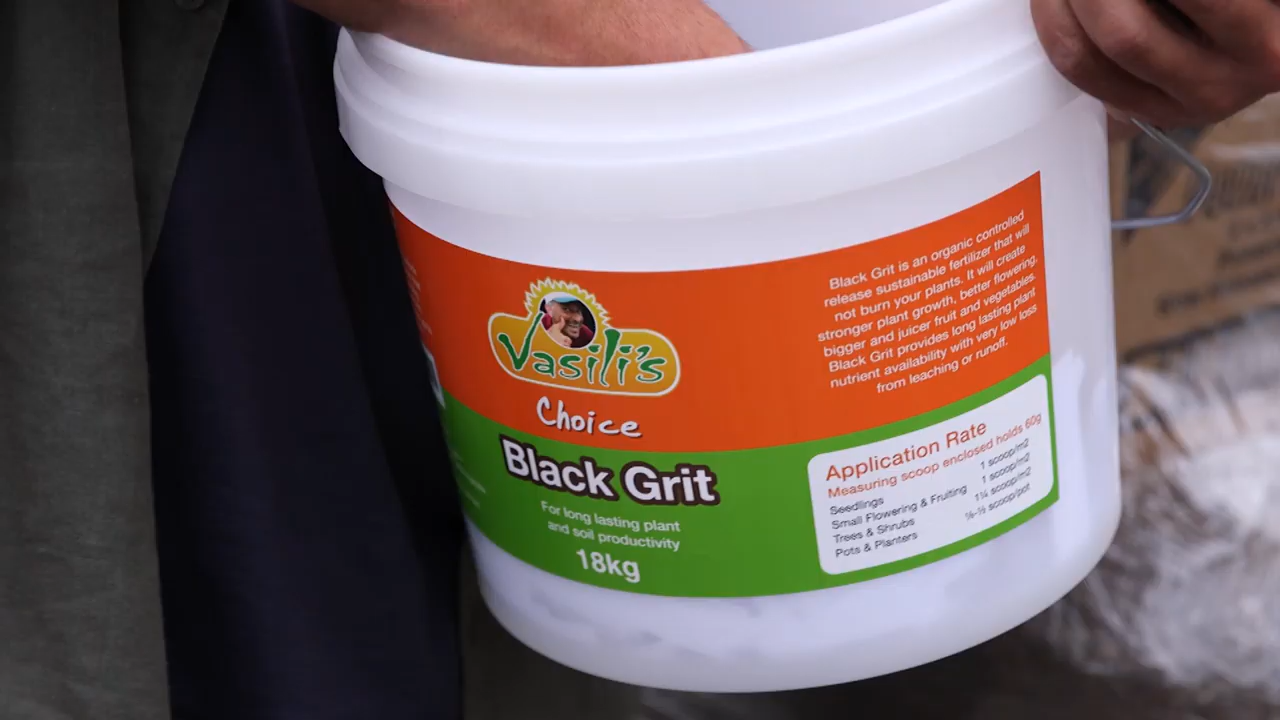 Vasili's
Choice
Black Grit
For long lasting plant
and soil productivity
18kg
Black Grit is an organic controlled
release sustainable fertilizer that will
not burn your plants. It will create
stronger plant growth, better flowering,
bigger and juicer fruit and vegetables.
Black Grit provides long lasting plant
nutrient availability with very low loss
from leaching or runoff.
Application Rate
Measuring scoop enclosed holds 60g
Seedlings 1 scoop/m2
Small Flowering & Fruiting 1 scoop/m2
Trees & Shrubs 1¼ scoop/m2
Pots & Planters scoop/pot